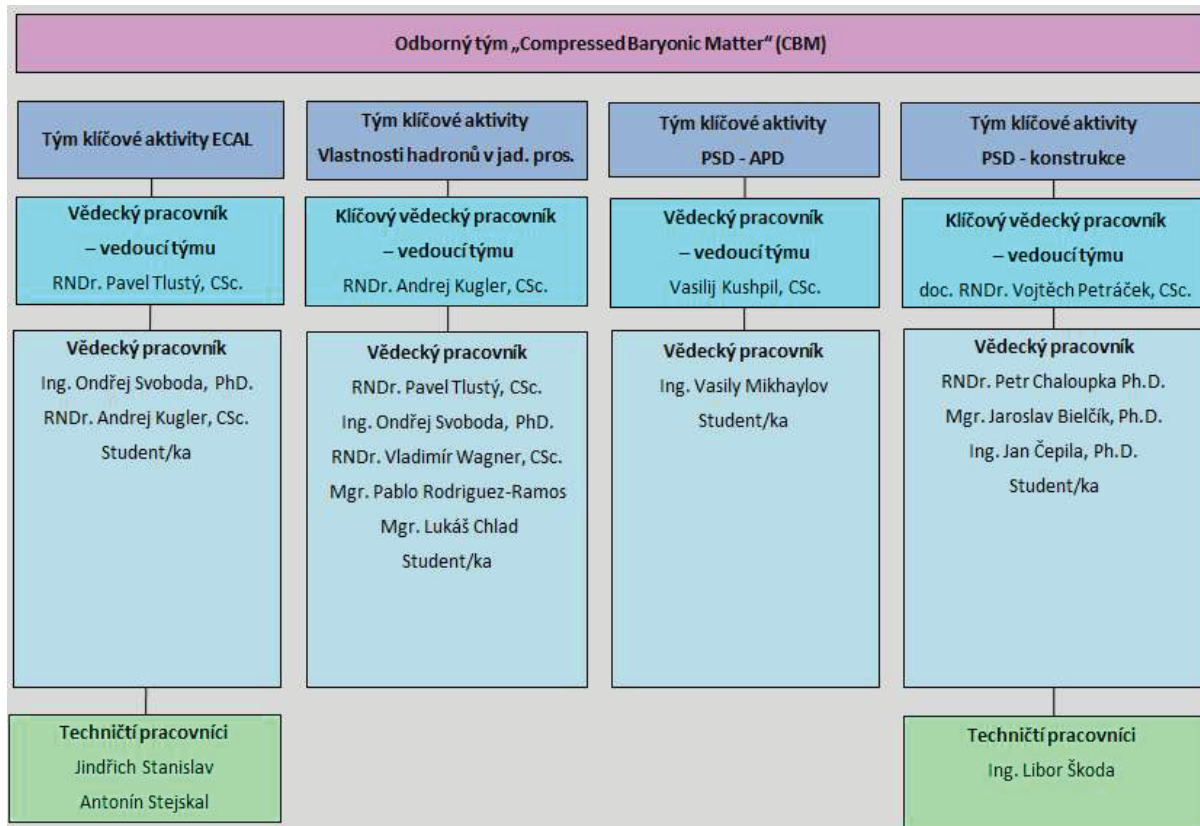 Odborný tým „Compressed Baryonic Matter“ (CBM)
Tým klíčové aktivity ECAL
Vědecký pracovník
– vedoucí týmu
RNDr. Pavel Tlustý, CSc.
Vědecký pracovník
Ing. Ondřej Svoboda, PhD.
RNDr. Andrej Kugler, CSc.
Student/ka
Techničtí pracovníci
Jindřich Stanislav
Antonín Stejskal
Tým klíčové aktivity
Vlastnosti hadronů v jad. pros.
Klíčový vědecký pracovník
– vedoucí týmu
RNDr. Andrej Kugler, CSc.
Vědecký pracovník
RNDr. Pavel Tlustý, CSc.
Ing. Ondřej Svoboda, PhD.
RNDr. Vladimír Wagner, CSc.
Mgr. Pablo Rodriguez-Ramos
Mgr. Lukáš Chlad
Student/ka
Tým klíčové aktivity
PSD - APD
Vědecký pracovník
– vedoucí týmu
Vasilij Kushpil, CSc.
Vědecký pracovník
Ing. Vasily Mikhaylov
Student/ka
Tým klíčové aktivity
PSD - konstrukce
Klíčový vědecký pracovník
– vedoucí týmu
doc. RNDr. Vojtěch Petráček, CSc.
Vědecký pracovník
RNDr. Petr Chaloupka Ph.D.
Mgr. Jaroslav Bielčík, Ph.D.
Ing. Jan Čepila, Ph.D.
Student/ka
Techničtí pracovníci
Ing. Libor Škoda